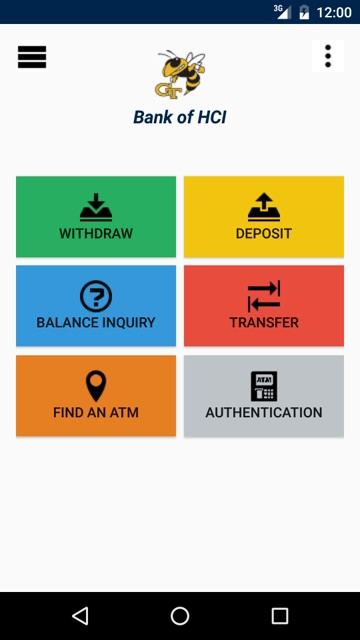 3G 12:00
GT
Bank of HCI
WITHDRAW
DEPOSIT
BALANCE INQUIRY
TRANSFER
FIND AN ATM
ATM
AUTHENTICATION